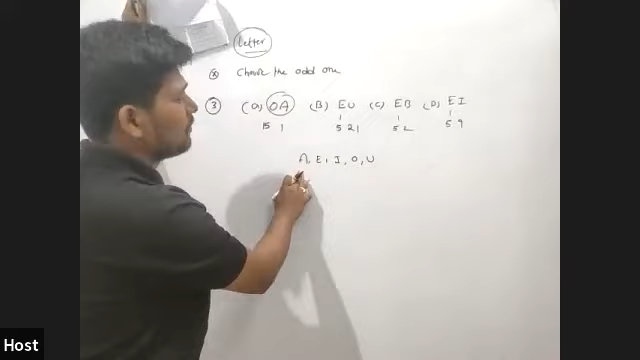 Letter
* Choose the odd one
③ (a) OA (B) EU (C) EB (D) EI
15 1 5 21 5 2 5 9
A, E, I, O, U
Host